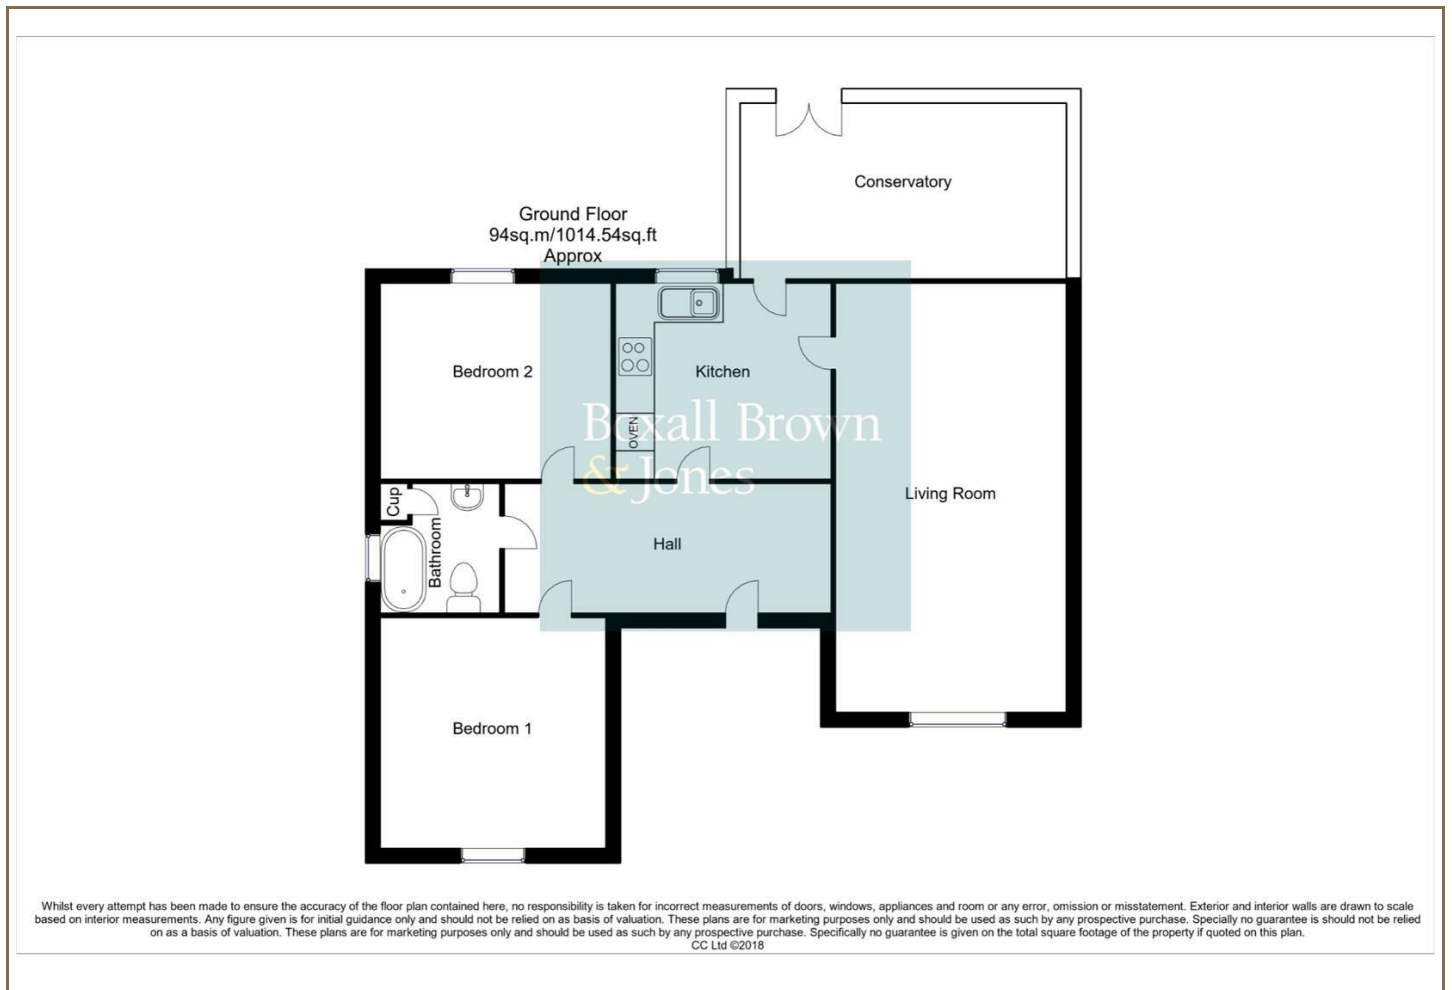 Conservatory
Ground Floor
94sq.m/1014.54sq.ft
Approx
Bedroom 2
Kitchen
OVEN
Boxall Brown
& Jones
Cup
Bathroom
Hall
Living Room
Bedroom 1
Whilst every attempt has been made to ensure the accuracy of the floor plan contained here, no responsibility is taken for incorrect measurements of doors, windows, appliances and room or any error, omission or misstatement. Exterior and interior walls are drawn to scale
based on interior measurements. Any figure given is for initial guidance only and should not be relied on as basis of valuation. These plans are for marketing purposes only and should be used as such by any prospective purchase. Specially no guarantee is should not be relied
on as a basis of valuation. These plans are for marketing purposes only and should be used as such by any prospective purchase. Specifically no guarantee is given on the total square footage of the property if quoted on this plan.
CC Ltd ©2018